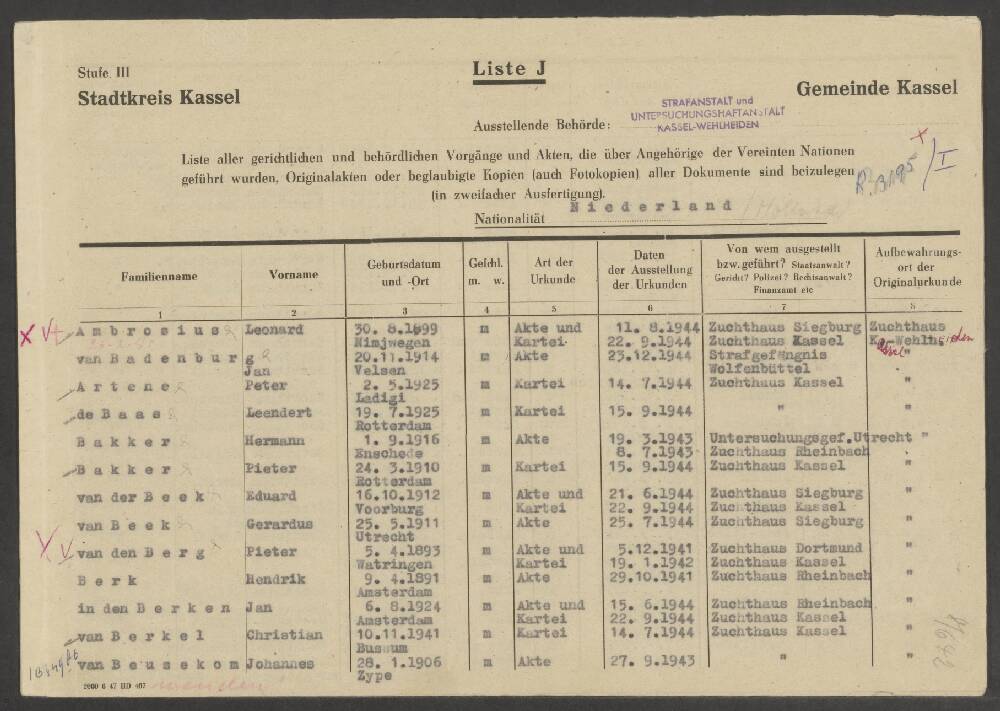 Stufe III
Liste J
Stadtkreis Kassel
Gemeinde Kassel
Ausstellende Behörde:
STRAFANSTALT und
UNTERSUCHUNGSHAFTANSTALT
KASSEL-WEHLHEIDEN
Liste aller gerichtlichen und behördlichen Vorgänge und Akten, die über Angehörige der Vereinten Nationen
geführt wurden, Originalakten oder beglaubigte Kopien (auch Fotokopien) aller Dokumente sind beizulegen
(in zweifacher Ausfertigung).
Nationalität Niederland (Holland)
Familienname Vorname Geburtsdatum und -Ort Geschl. m. w. Art der Urkunde Daten der Ausstellung der Urkunden Von wem ausgestellt bzw. geführt? Staatsanwalt? Gericht? Polizei? Rechtsanwalt? Finanzamt etc Aufbewahrungsort der Originalurkunde
1 2 3 4 5 6 7 8
Ambrosius Leonard 30. 8.1899 m Akte und 11. 8.1944 Zuchthaus Siegburg Zuchthaus
Nimjwegen Kartei 22. 9.1944 Zuchthaus Kassel Ka-Wehlh.
van Badenburg 20.11.1914 m Akte 23.12.1944 Strafgefängnis "
Jan Velsen Wolfenbüttel
Artene Peter 2. 5.1925 m Kartei 14. 7.1944 Zuchthaus Kassel "
Ladigi
de Baas Leendert 19. 7.1925 m Kartei 15. 9.1944 " "
Rotterdam
Bakker Hermann 1. 9.1916 m Akte 19. 3.1943 Untersuchungsgef.Utrecht "
Enschede 8. 7.1943 Zuchthaus Rheinbach
Bakker Pieter 24. 3.1910 m Kartei 15. 9.1944 Zuchthaus Kassel "
Rotterdam
van der Beek Eduard 16.10.1912 m Akte und 21. 6.1944 Zuchthaus Siegburg "
Voorburg Kartei 22. 9.1944 Zuchthaus Kassel
van Beek Gerardus 25. 5.1911 m Akte 25. 7.1944 Zuchthaus Siegburg "
Utrecht
van den Berg Pieter 5. 4.1893 m Akte und 5.12.1941 Zuchthaus Dortmund "
Watringen Kartei 19. 1.1942 Zuchthaus Kassel
Berk Hendrik 9. 4.1891 m Akte 29.10.1941 Zuchthaus Rheinbach "
Amsterdam
in den Berken Jan 6. 8.1924 m Akte und 15. 6.1944 Zuchthaus Rheinbach "
Amsterdam Kartei 22. 9.1944 Zuchthaus Kassel
van Berkel Christian 10.11.1941 m Kartei 14. 7.1944 Zuchthaus Kassel "
Bussum
van Beusekom Johannes 28. 1.1906 m Akte 27. 9.1943 " "
Zype
2000 6 47 HD 407